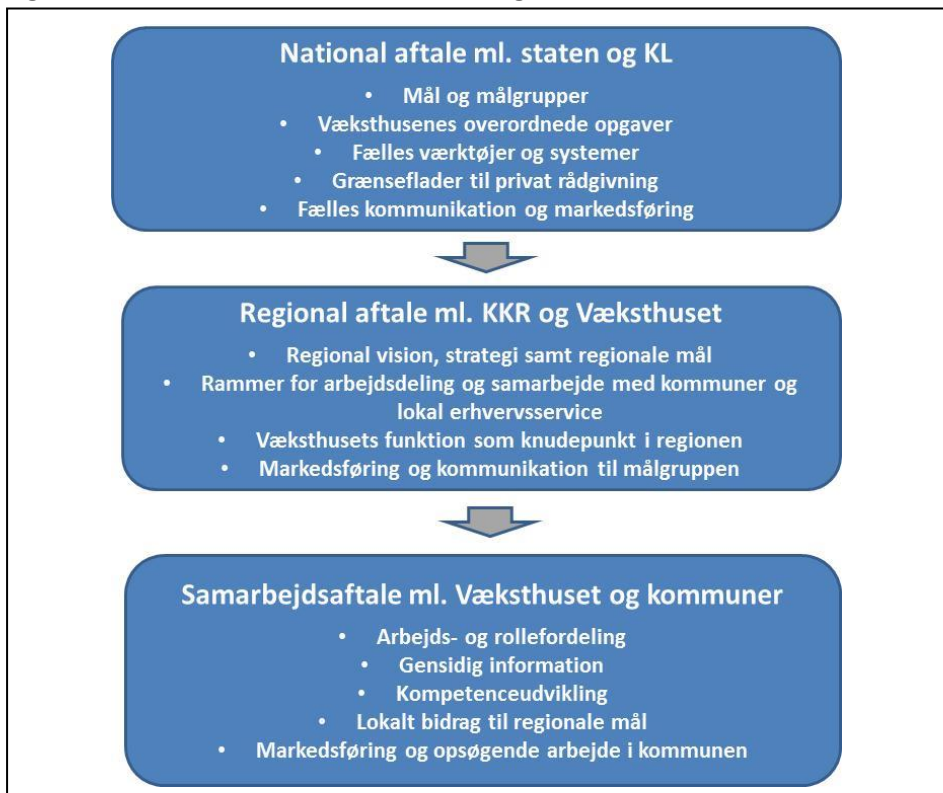 National aftale ml. staten og KL
• Mål og målgrupper
• Væksthusenes overordnede opgaver
• Fælles værktøjer og systemer
• Grænseflader til privat rådgivning
• Fælles kommunikation og markedsføring
Regional aftale ml. KKR og Væksthuset
• Regional vision, strategi samt regionale mål
• Rammer for arbejdsdeling og samarbejde med kommuner og
lokal erhvervsservice
• Væksthusets funktion som knudepunkt i regionen
• Markedsføring og kommunikation til målgruppen
Samarbejdsaftale ml. Væksthuset og kommuner
• Arbejds- og rollefordeling
• Gensidig information
• Kompetenceudvikling
• Lokalt bidrag til regionale mål
• Markedsføring og opsøgende arbejde i kommunen